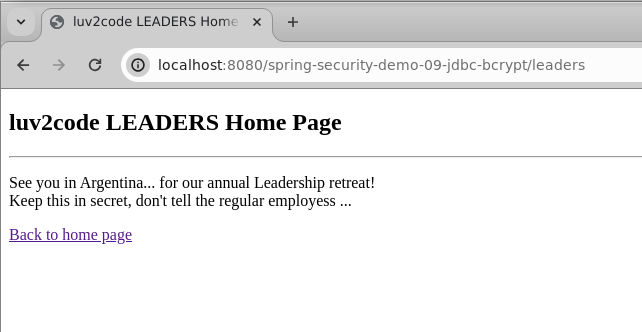 luv2code LEADERS Home
localhost:8080/spring-security-demo-09-jdbc-bcrypt/leaders
luv2code LEADERS Home Page
See you in Argentina... for our annual Leadership retreat!
Keep this in secret, don't tell the regular employess ...
Back to home page